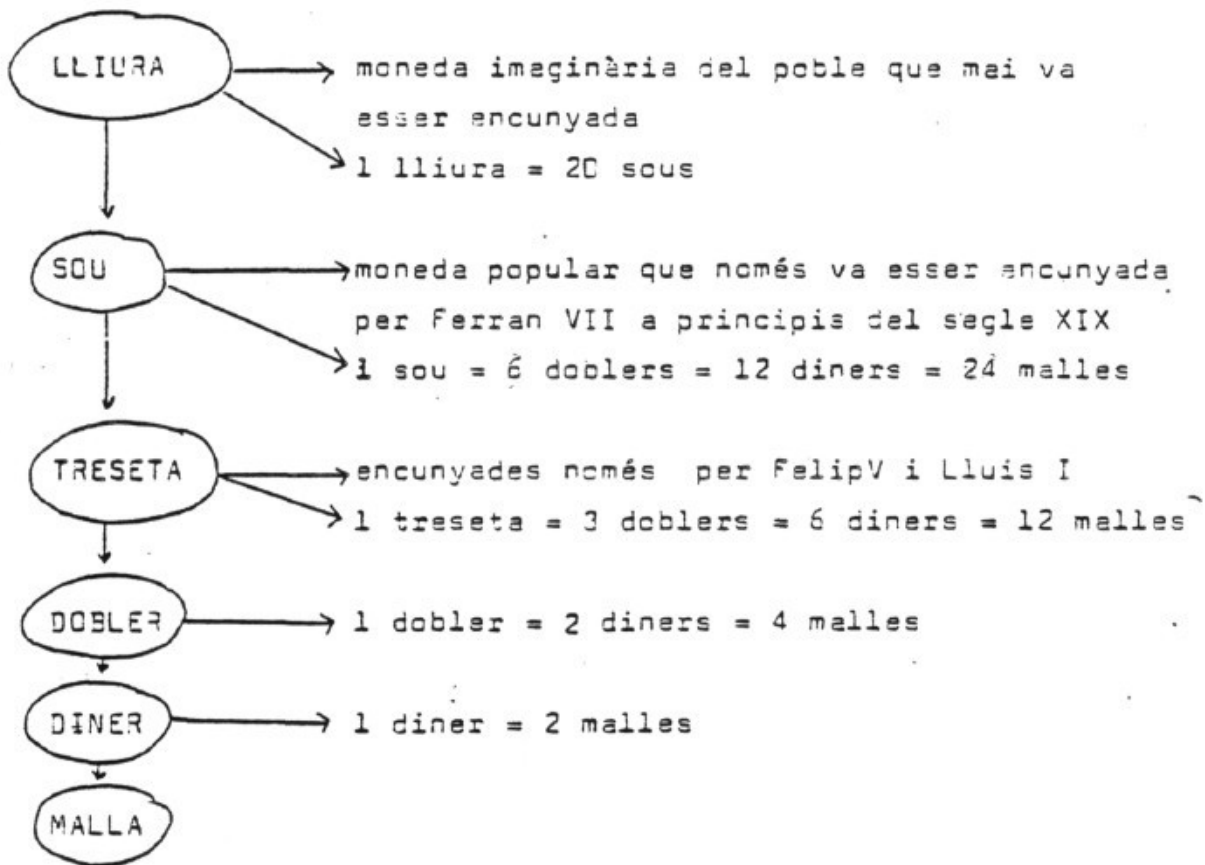 LLIURA
moneda imaginària del poble que mai va
esser encunyada
1 lliura = 20 sous
SOU
moneda popular que només va esser encunyada
per Ferran VII a principis del segle XIX
1 sou = 6 doblers = 12 diners = 24 malles
TRESETA
encunyades només per FelipV i Lluis I
1 treseta = 3 doblers = 6 diners = 12 malles
DOBLER
1 dobler = 2 diners = 4 malles
DINER
1 diner = 2 malles
MALLA